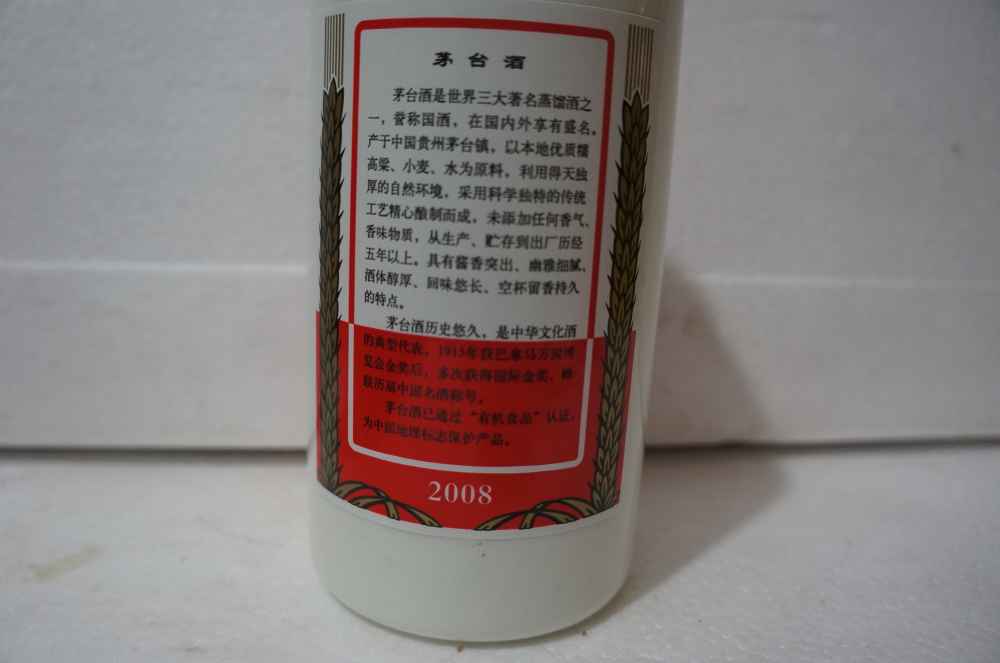 茅台酒
茅台酒是世界三大著名蒸馏酒之
一，誉称国酒，在国内外享有盛名。
产于中国贵州茅台镇，以本地优质糯
高粱、小麦、水为原料，利用得天独
厚的自然环境，采用科学独特的传统
工艺精心酿制而成，未添加任何香气、
香味物质，从生产、贮存到出厂历经
五年以上。具有酱香突出、幽雅细腻、
酒体醇厚、回味悠长、空杯留香持久
的特点。
茅台酒历史悠久，是中华文化酒
的典型代表。1915年获巴拿马万国博
览会金奖后，多次获得国际金奖，蝉
联历届中国名酒称号。
茅台酒已通过“有机食品”认证，
为中国地理标志保护产品。
2008